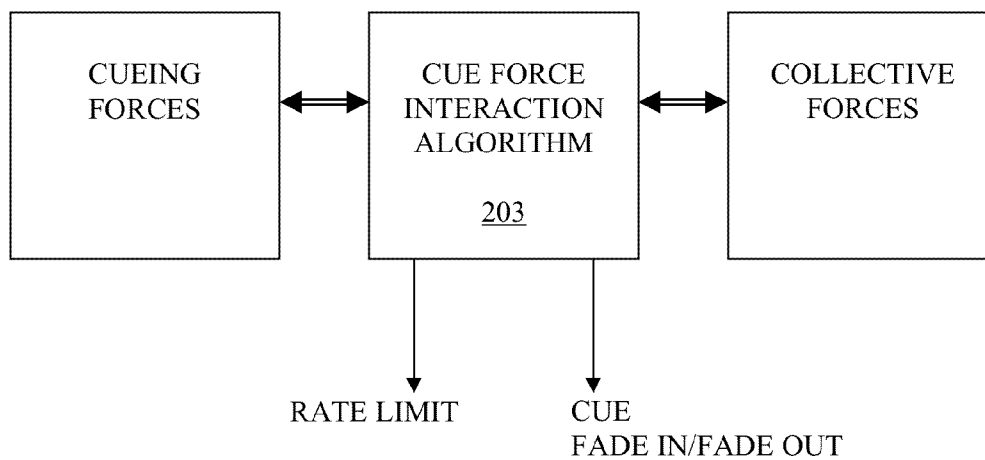 CUEING
FORCES
CUE FORCE
INTERACTION
ALGORITHM
203
COLLECTIVE
FORCES
RATE LIMIT
CUE
FADE IN/FADE OUT